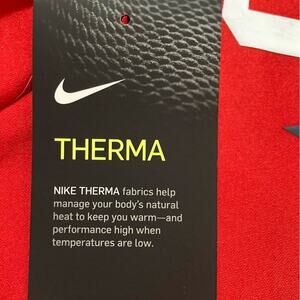 THERMA
NIKE THERMA fabrics help
manage your body's natural
heat to keep you warm—and
performance high when
temperatures are low.